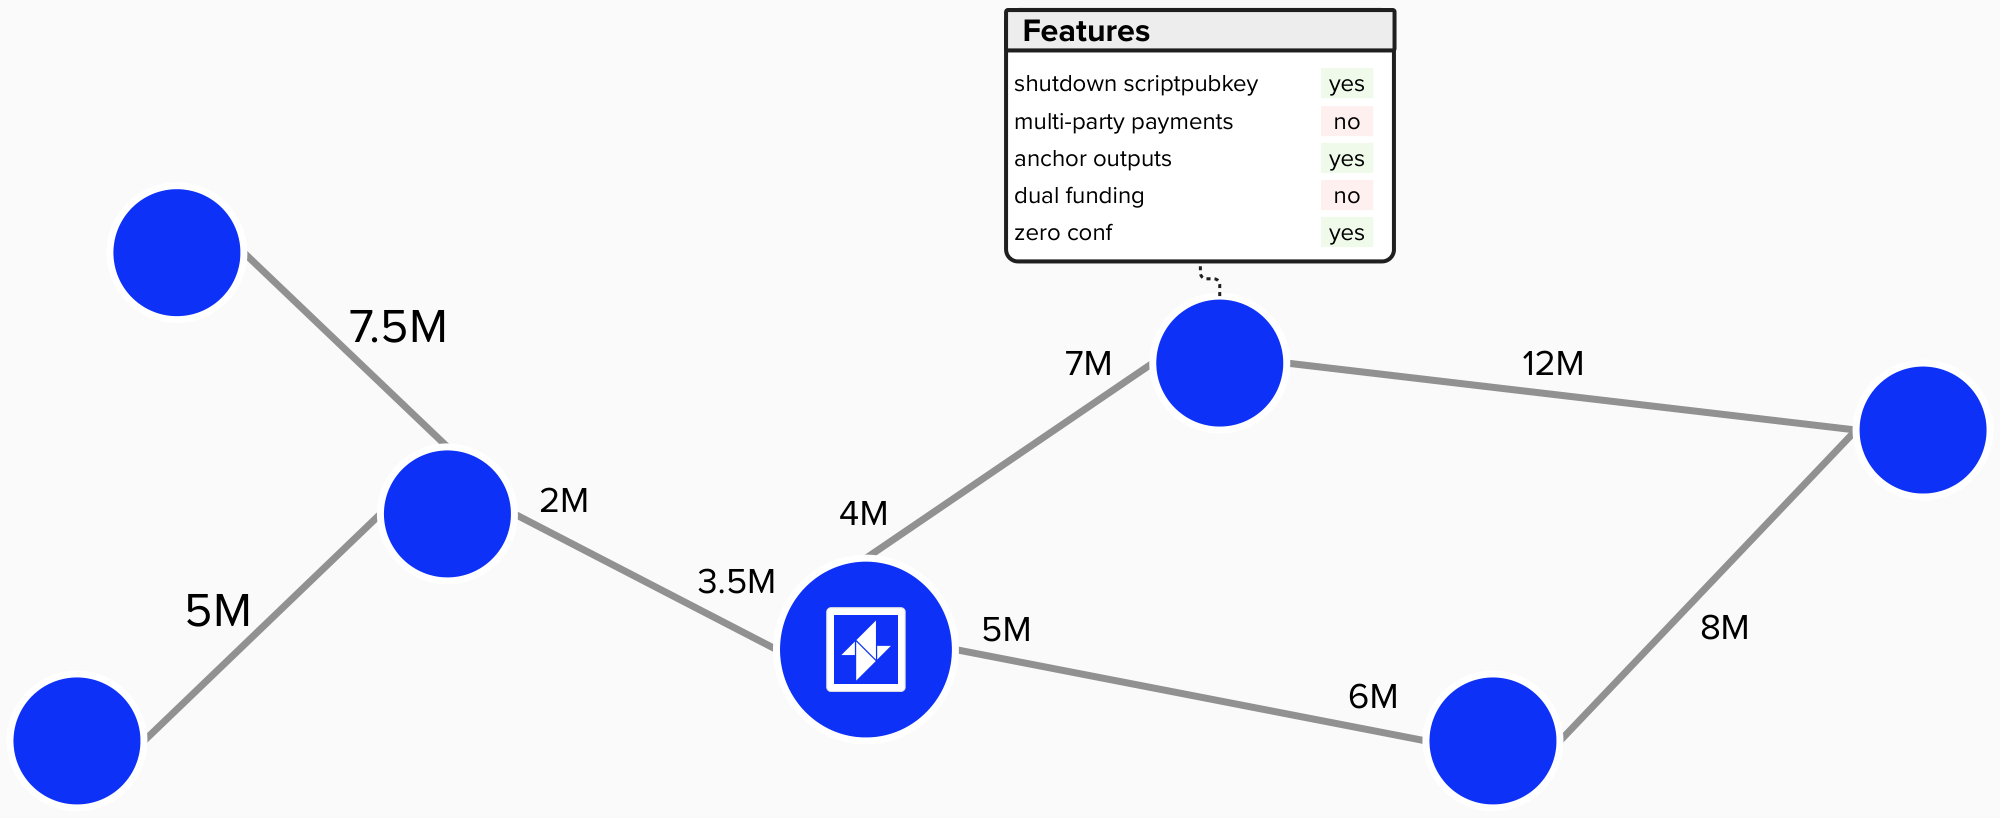 Features
shutdown scriptpubkey yes
multi-party payments no
anchor outputs yes
dual funding no
zero conf yes
7.5M
7M
12M
2M
4M
3.5M
5M
5M
8M
6M